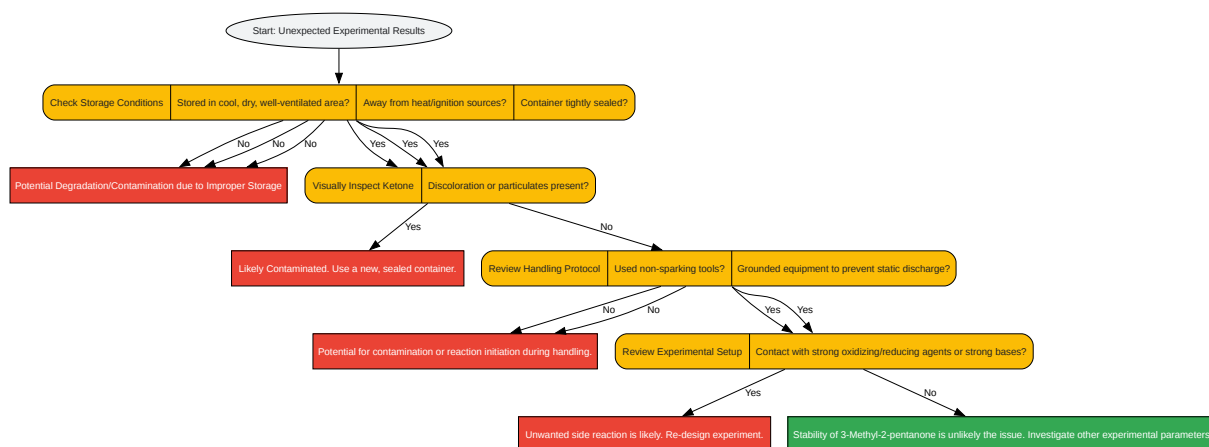 Start: Unexpected Experimental Results
Check Storage Conditions
Stored in cool, dry, well-ventilated area?
Away from heat/ignition sources?
Container tightly sealed?
No
No
No
Yes
Yes
Yes
Potential Degradation/Contamination due to Improper Storage
Visually Inspect Ketone
Discoloration or particulates present?
Yes
No
Likely Contaminated. Use a new, sealed container.
Review Handling Protocol
Used non-sparking tools?
Grounded equipment to prevent static discharge?
No
No
Yes
Yes
Potential for contamination or reaction initiation during handling.
Review Experimental Setup
Contact with strong oxidizing/reducing agents or strong bases?
Yes
No
Unwanted side reaction is likely. Re-design experiment.
Stability of 3-Methyl-2-pentanone is unlikely the issue. Investigate other experimental parameters